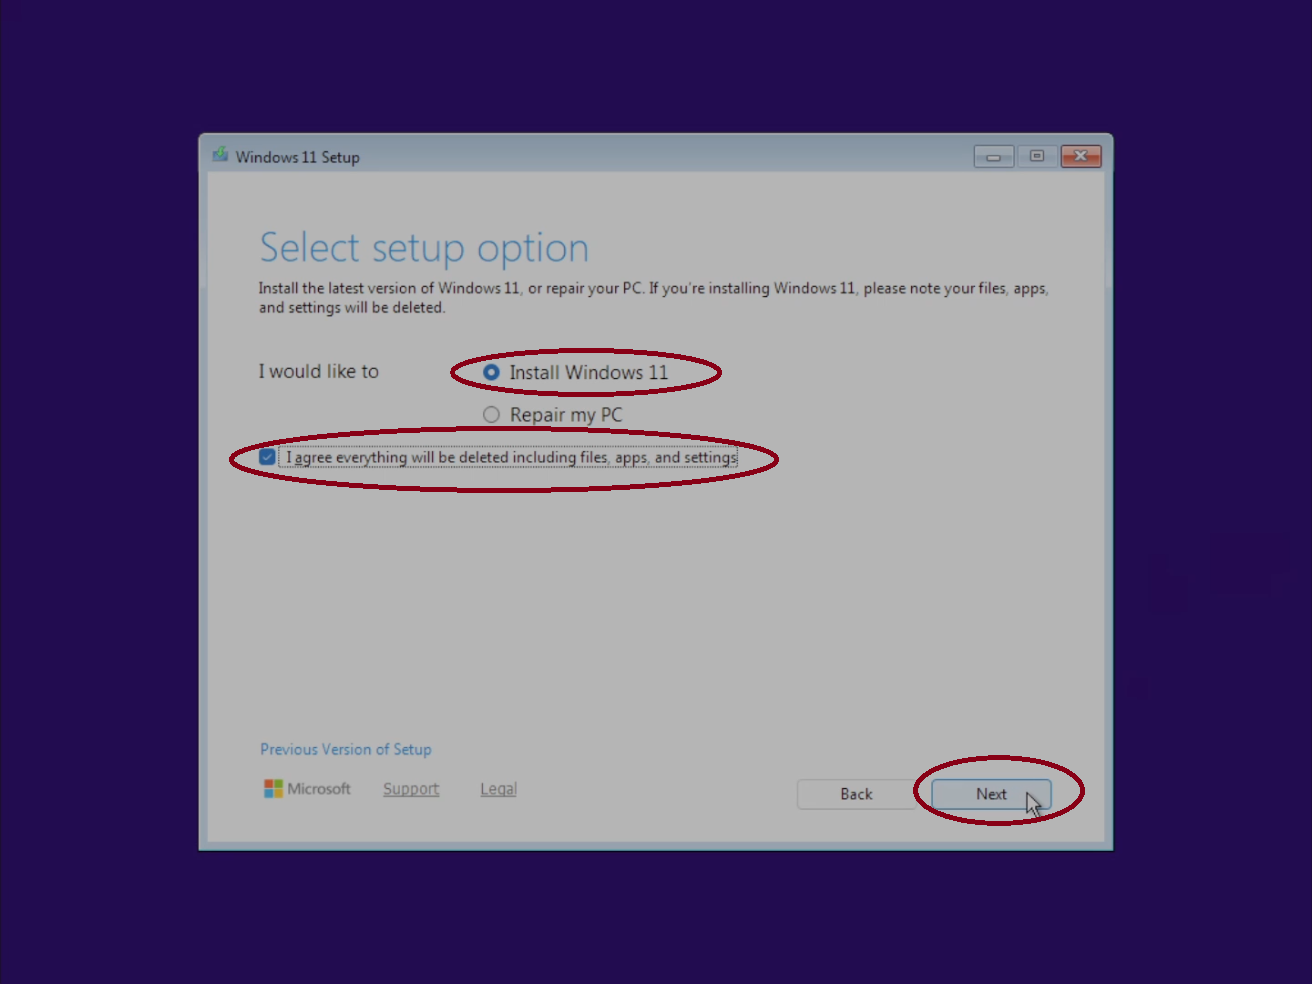 Windows 11 Setup
Select setup option
Install the latest version of Windows 11, or repair your PC. If you're installing Windows 11, please note your files, apps,
and settings will be deleted.
I would like to
Install Windows 11
Repair my PC
I agree everything will be deleted including files, apps, and settings
Previous Version of Setup
Microsoft Support Legal
Back Next